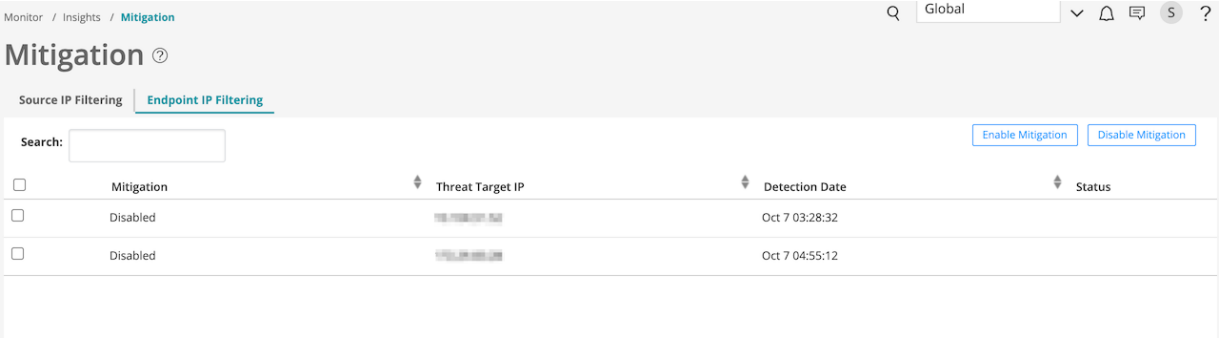 Monitor / Insights / Mitigation
Global
S ?
Mitigation ?
Source IP Filtering Endpoint IP Filtering
Search:
Enable Mitigation Disable Mitigation
Mitigation Threat Target IP Detection Date Status
Disabled Oct 7 03:28:32
Disabled Oct 7 04:55:12